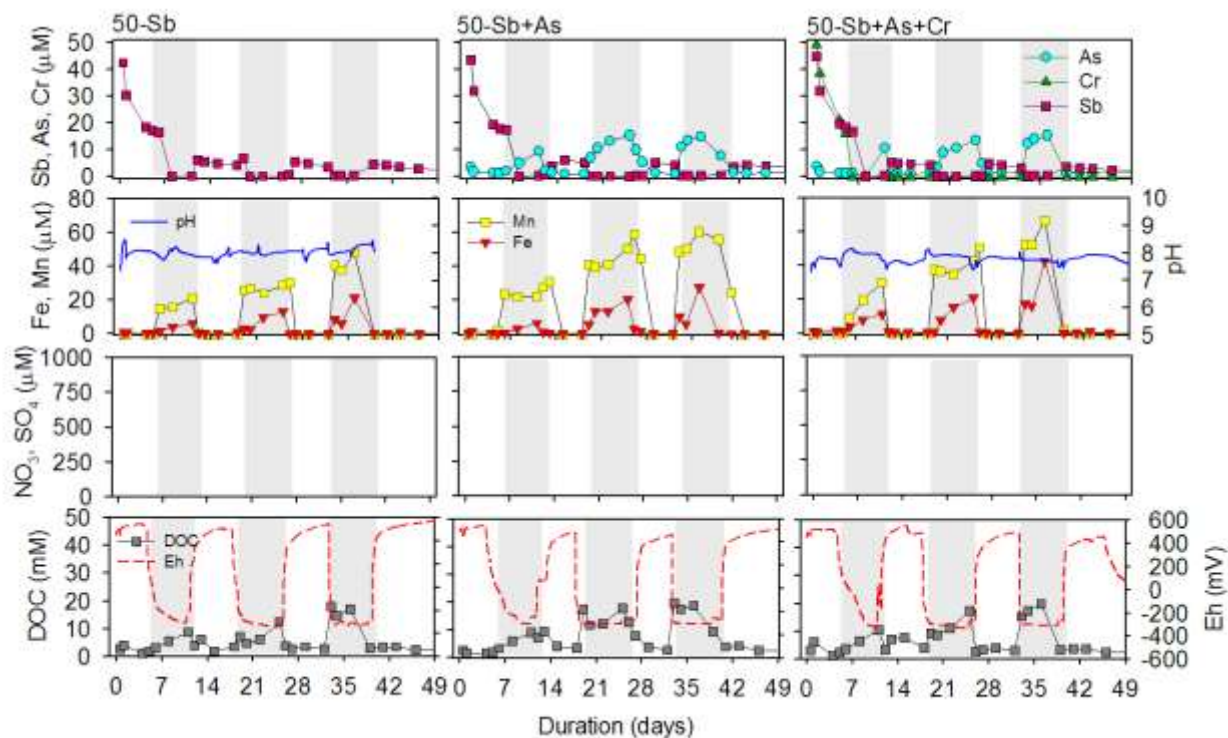 50-Sb 50-Sb+As 50-Sb+As+Cr
Sb, As, Cr (μM)
50
40
30
20
10
0
As
Cr
Sb
Fe, Mn (μM)
80
60
40
20
0
pH
Mn
Fe
10
9
8
7
6
5
pH
NO₃, SO₄ (μM)
1000
750
500
250
0
DOC (mM)
50
40
30
20
10
0
DOC
Eh
600
400
200
0
-200
-400
-600
Eh (mV)
0 7 14 21 28 35 42 49 0 7 14 21 28 35 42 49 0 7 14 21 28 35 42 49
Duration (days)